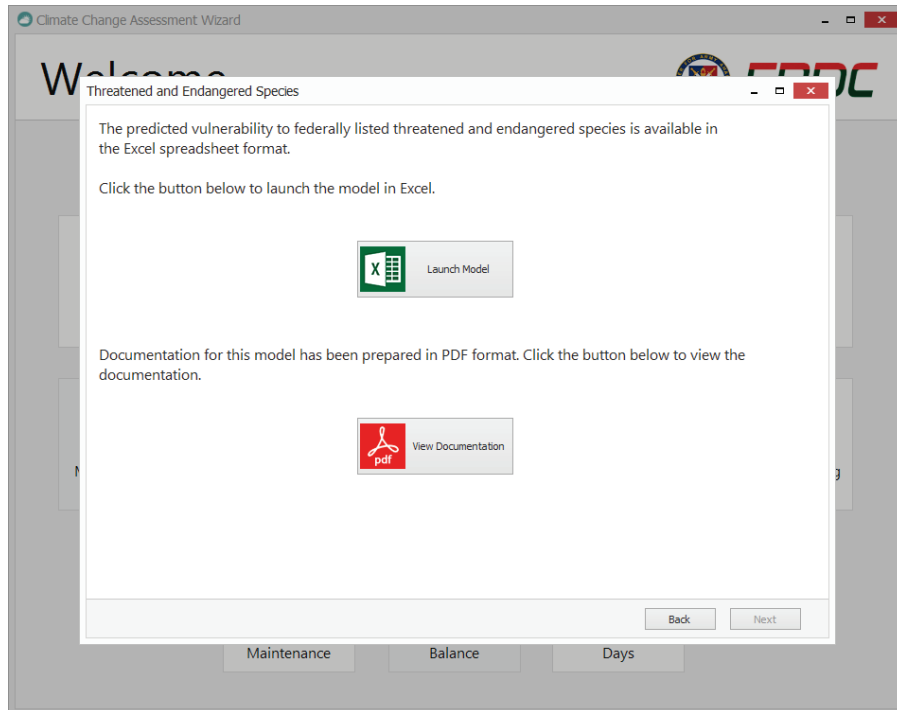 Climate Change Assessment Wizard
Welcome
Threatened and Endangered Species
The predicted vulnerability to federally listed threatened and endangered species is available in
the Excel spreadsheet format.
Click the button below to launch the model in Excel.
Launch Model
Documentation for this model has been prepared in PDF format. Click the button below to view the
documentation.
pdf
View Documentation
Back
Next
Maintenance
Balance
Days